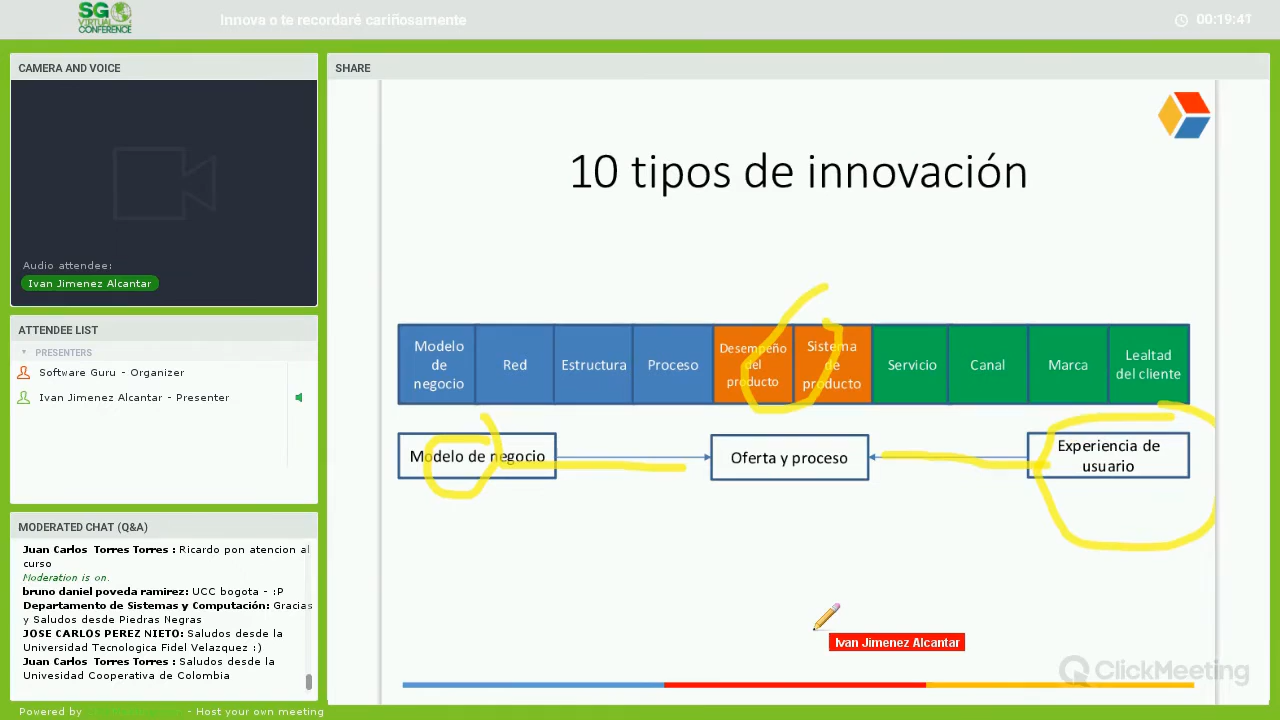 SG
VIRTUAL
CONFERENCE
Innova o te recordaré cariñosamente
00:19:41
CAMERA AND VOICE
Audio attendee:
Ivan Jimenez Alcantar
ATTENDEE LIST
PRESENTERS
Software Guru - Organizer
Ivan Jimenez Alcantar - Presenter
MODERATED CHAT (Q&A)
Juan Carlos Torres Torres : Ricardo pon atencion al
curso
Moderation is on.
bruno daniel poveda ramirez: UCC bogota - :P
Departamento de Sistemas y Computación: Gracias
y Saludos desde Piedras Negras
JOSE CARLOS PEREZ NIETO: Saludos desde la
Universidad Tecnologica Fidel Velazquez :)
Juan Carlos Torres Torres : Saludos desde la
Univesidad Cooperativa de Colombia
Powered by
- Host your own meeting
SHARE
10 tipos de innovación
Modelo
de
negocio
Red
Estructura
Proceso
Desempeño
del
producto
Sistema
de
producto
Servicio
Canal
Marca
Lealtad
del cliente
Modelo de negocio
Oferta y proceso
Experiencia de
usuario
Ivan Jimenez Alcantar
ClickMeeting